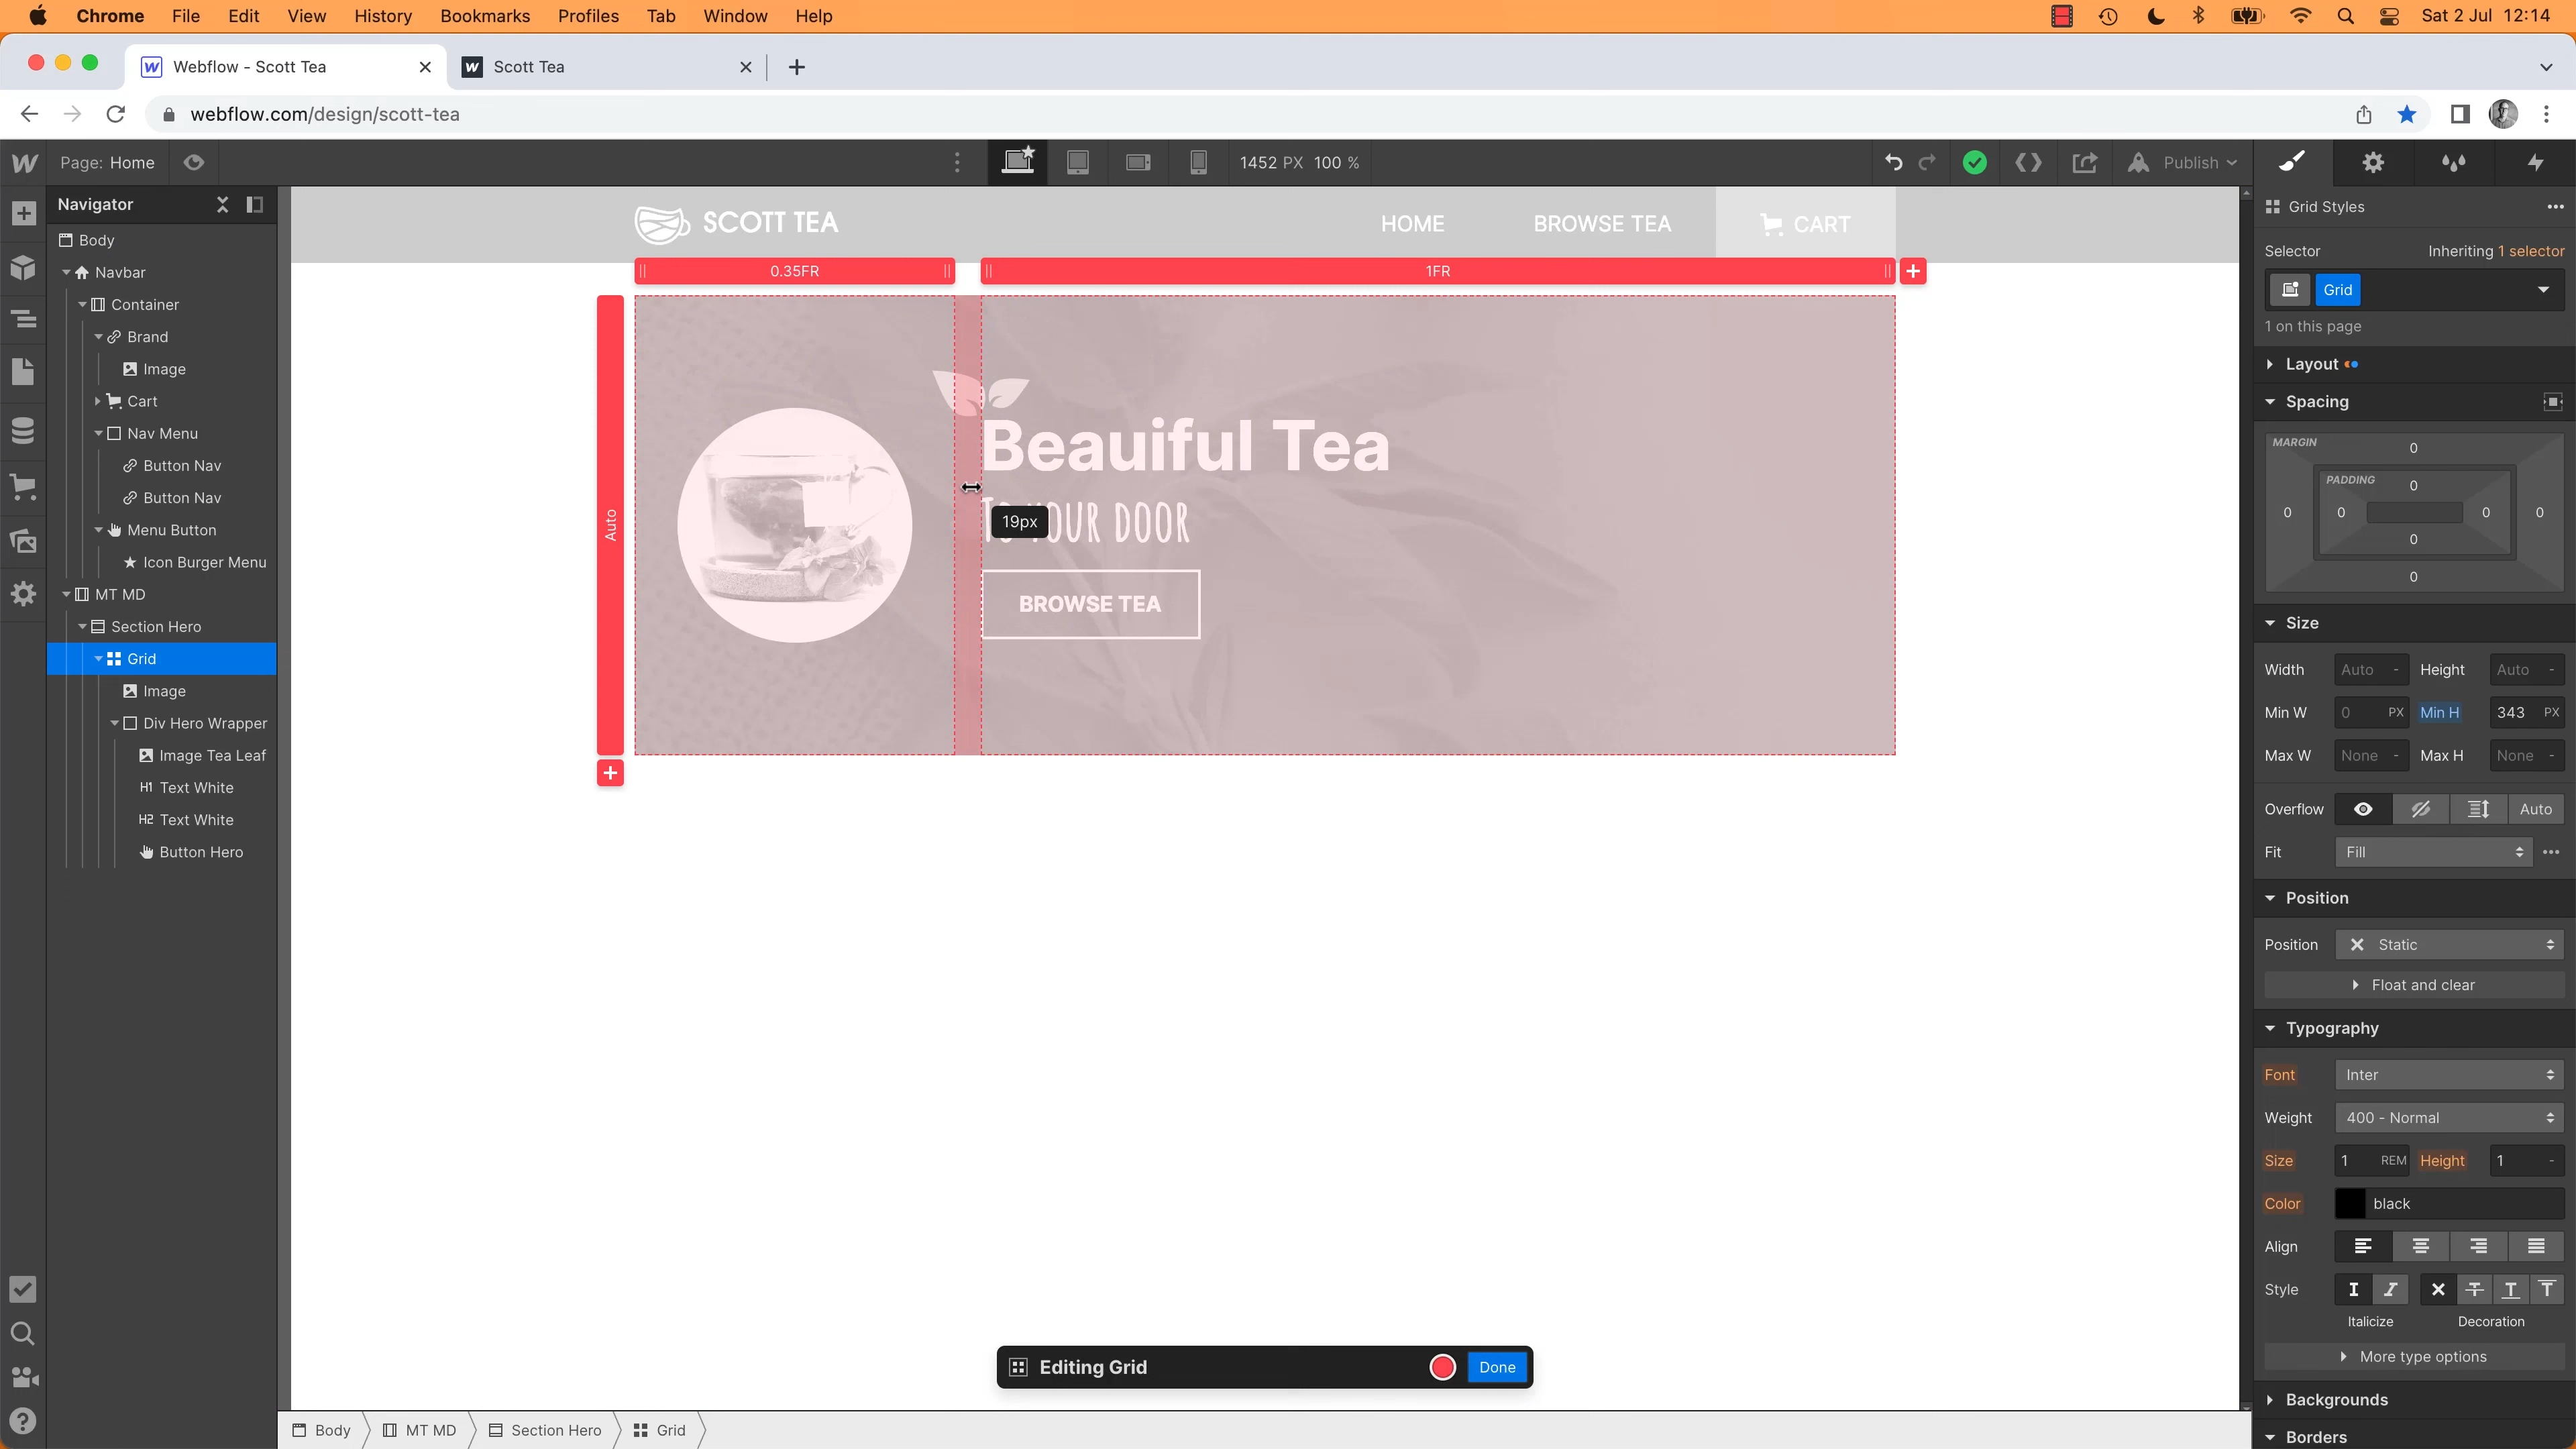 Chrome File Edit View History Bookmarks Profiles Tab Window Help Sat 2 Jul 12:14
Webflow - Scott Tea Scott Tea
webflow.com/design/scott-tea
Page: Home 1452 PX 100 % Publish
Navigator
Body
Navbar
Container
Brand
Image
Cart
Nav Menu
Button Nav
Button Nav
Menu Button
Icon Burger Menu
MT MD
Section Hero
Grid
Image
Div Hero Wrapper
Image Tea Leaf
H1 Text White
H2 Text White
Button Hero
SCOTT TEA HOME BROWSE TEA CART
0.35FR 1FR
Auto
Beauiful Tea
TO YOUR DOOR
19px
BROWSE TEA
Editing Grid Done
Body MT MD Section Hero Grid
Grid Styles
Selector Inheriting 1 selector
Grid
1 on this page
Layout
Spacing
MARGIN 0
PADDING 0
0 0 0 0
0
0
Size
Width Auto - Height Auto -
Min W 0 PX Min H 343 PX
Max W None - Max H None -
Overflow Auto
Fit Fill
Position
Position Static
Float and clear
Typography
Font Inter
Weight 400 - Normal
Size 1 REM Height 1 -
Color black
Align
Style
Italicize Decoration
More type options
Backgrounds
Borders